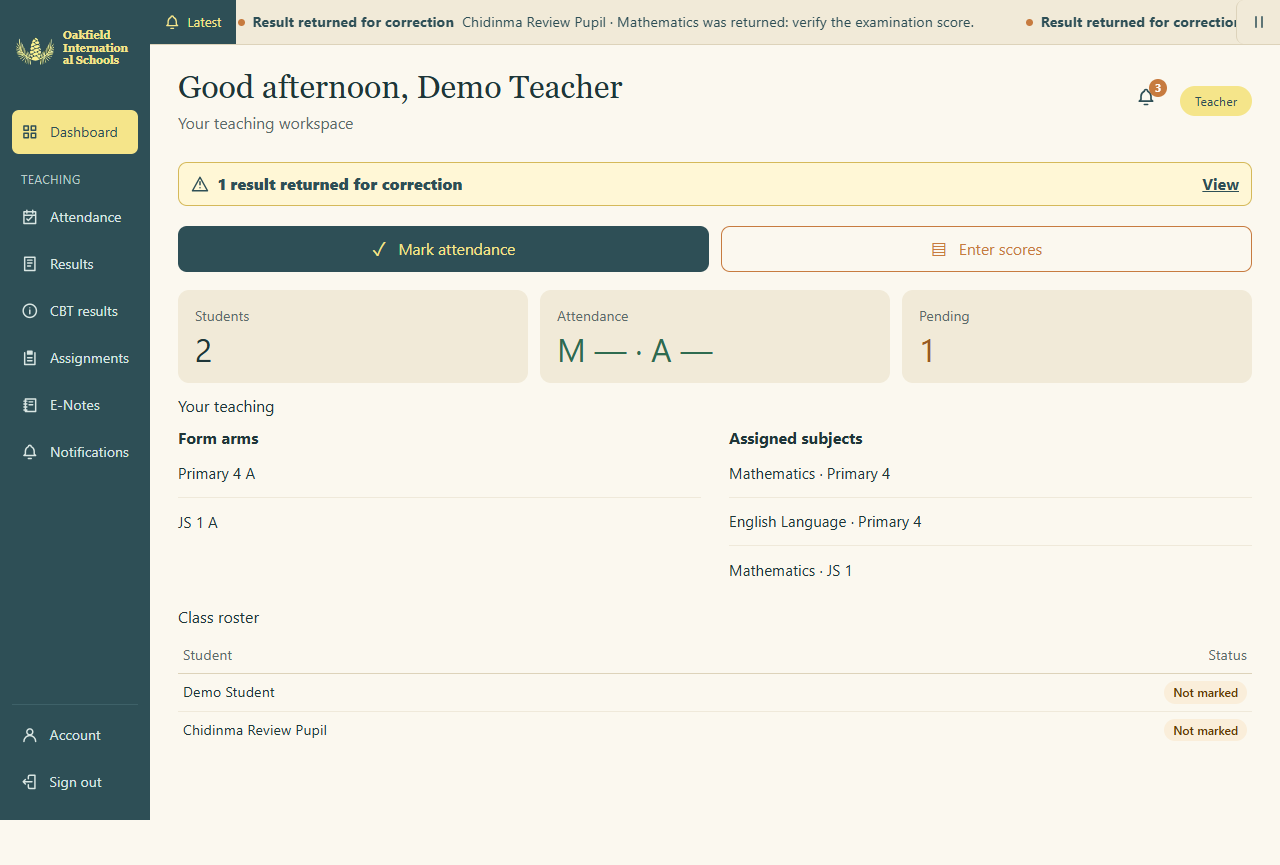 Oakfield
Internation
al Schools
Latest
Result returned for correction Chidinma Review Pupil · Mathematics was returned: verify the examination score.
Result returned for correction
Good afternoon, Demo Teacher
3
Teacher
Your teaching workspace
Dashboard
TEACHING
Attendance
Results
CBT results
Assignments
E-Notes
Notifications
Account
Sign out
1 result returned for correction
View
✓ Mark attendance
▤ Enter scores
Students
2
Attendance
M — · A —
Pending
1
Your teaching
Form arms
Primary 4 A
JS 1 A
Assigned subjects
Mathematics · Primary 4
English Language · Primary 4
Mathematics · JS 1
Class roster
Student Status
Demo Student Not marked
Chidinma Review Pupil Not marked